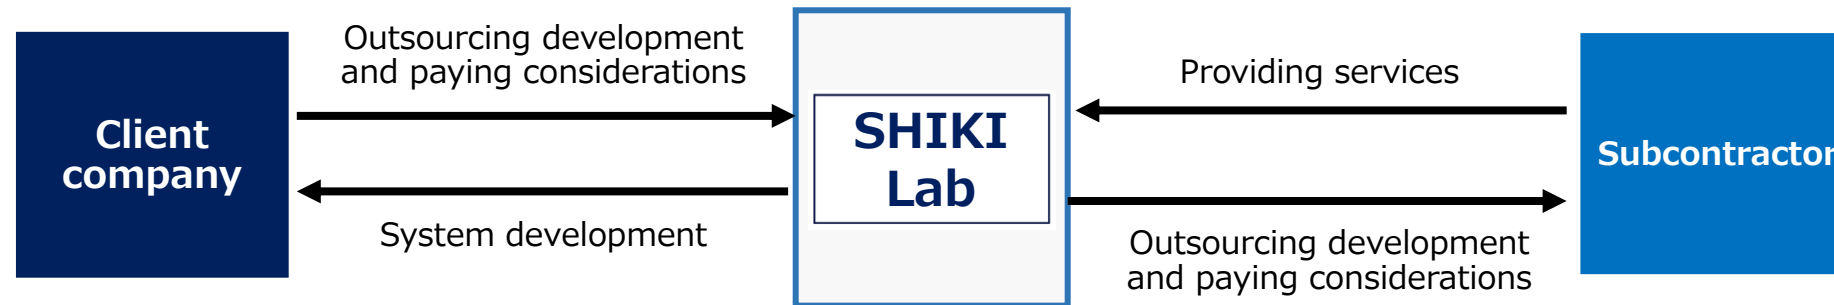 Client
company
Outsourcing development
and paying considerations
System development
SHIKI
Lab
Providing services
Outsourcing development
and paying considerations
Subcontractor